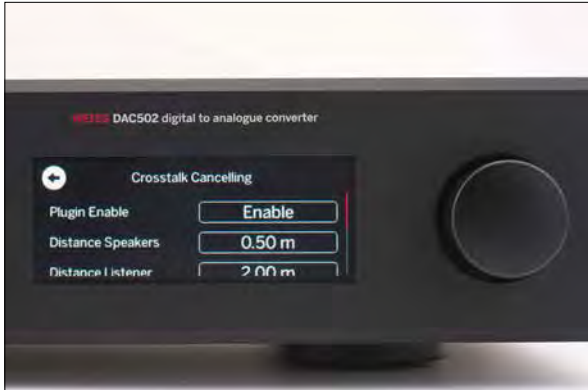 WEISS DAC502 digital to analogue converter
Crosstalk Cancelling
Plugin Enable Enable
Distance Speakers 0.50 m
Distance Listener 2.00 m